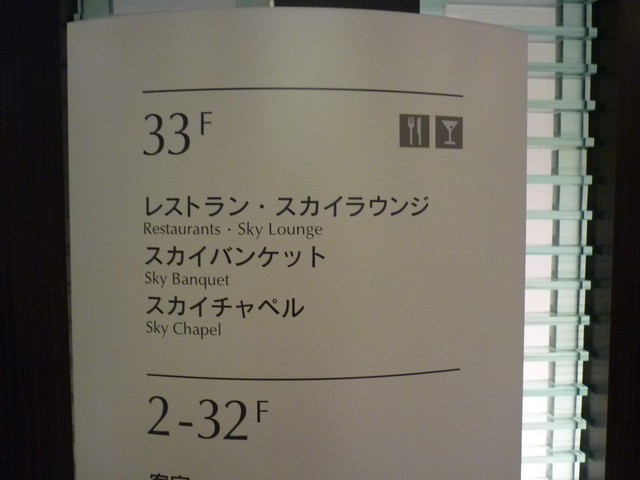 33F
レストラン・スカイラウンジ
Restaurants・Sky Lounge
スカイバンケット
Sky Banquet
スカイチャペル
Sky Chapel
2-32F